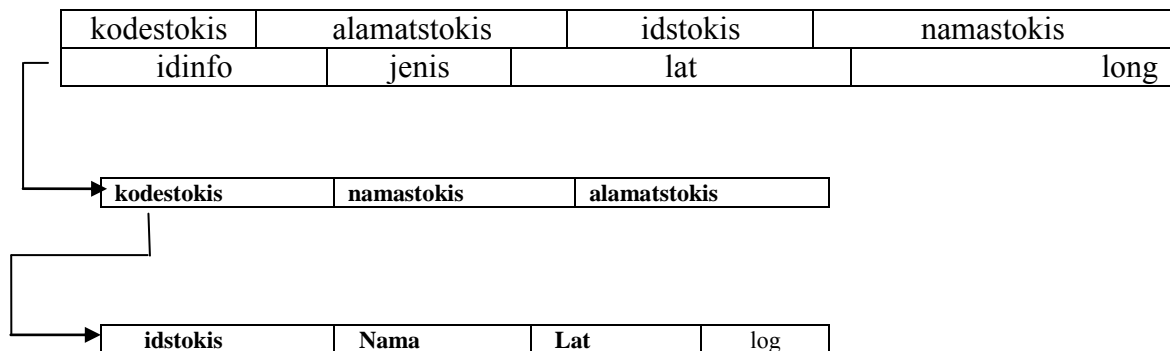 kodestokis alamatstokis idstokis namastokis
idinfo jenis lat long
kodestokis namastokis alamatstokis
idstokis Nama Lat log